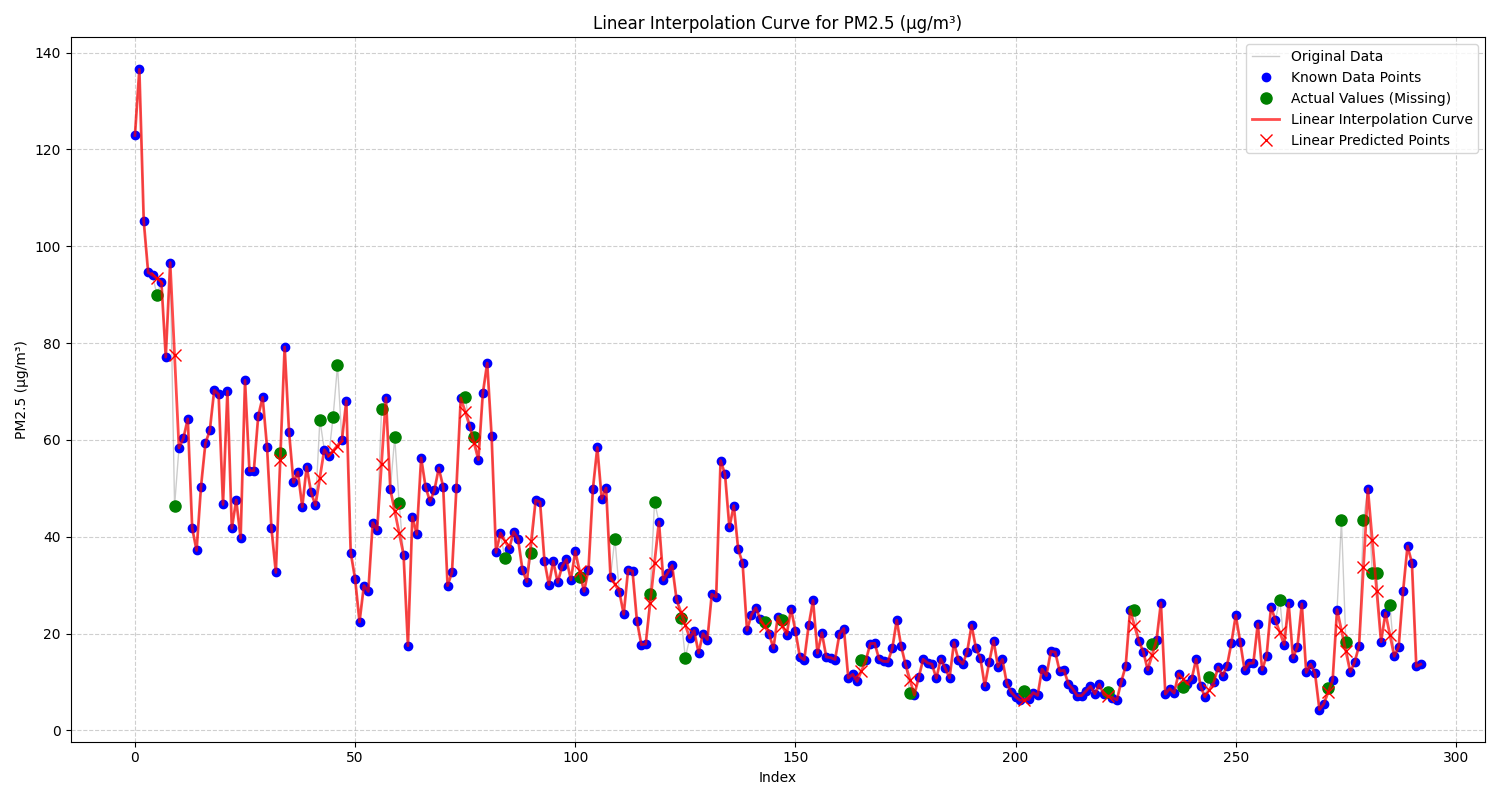 Linear Interpolation Curve for PM2.5 (µg/m³)
Original Data
Known Data Points
Actual Values (Missing)
Linear Interpolation Curve
Linear Predicted Points
PM2.5 (µg/m³)
140
120
100
80
60
40
20
0
0 50 100 150 200 250 300
Index